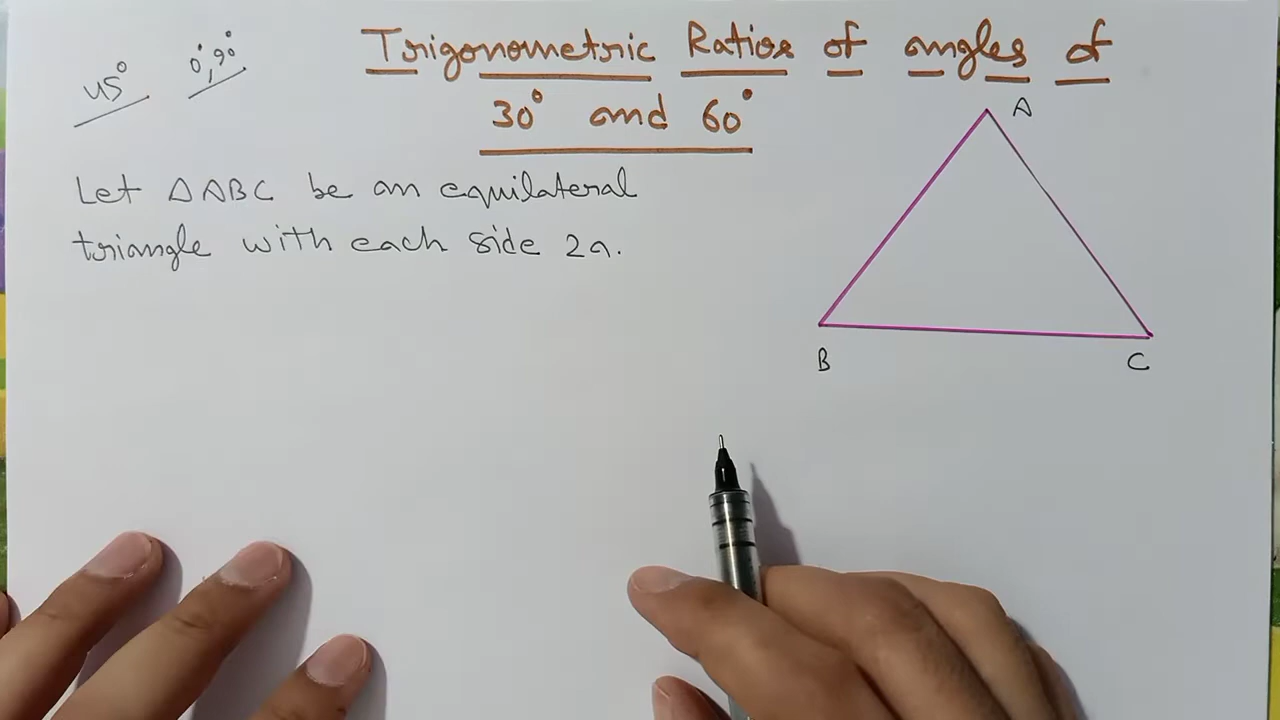 45°
0°, 90°
Trigonometric Ratios of angles of
30° and 60°
Let △ABC be an equilateral
triangle with each side 2a.
A
B
C